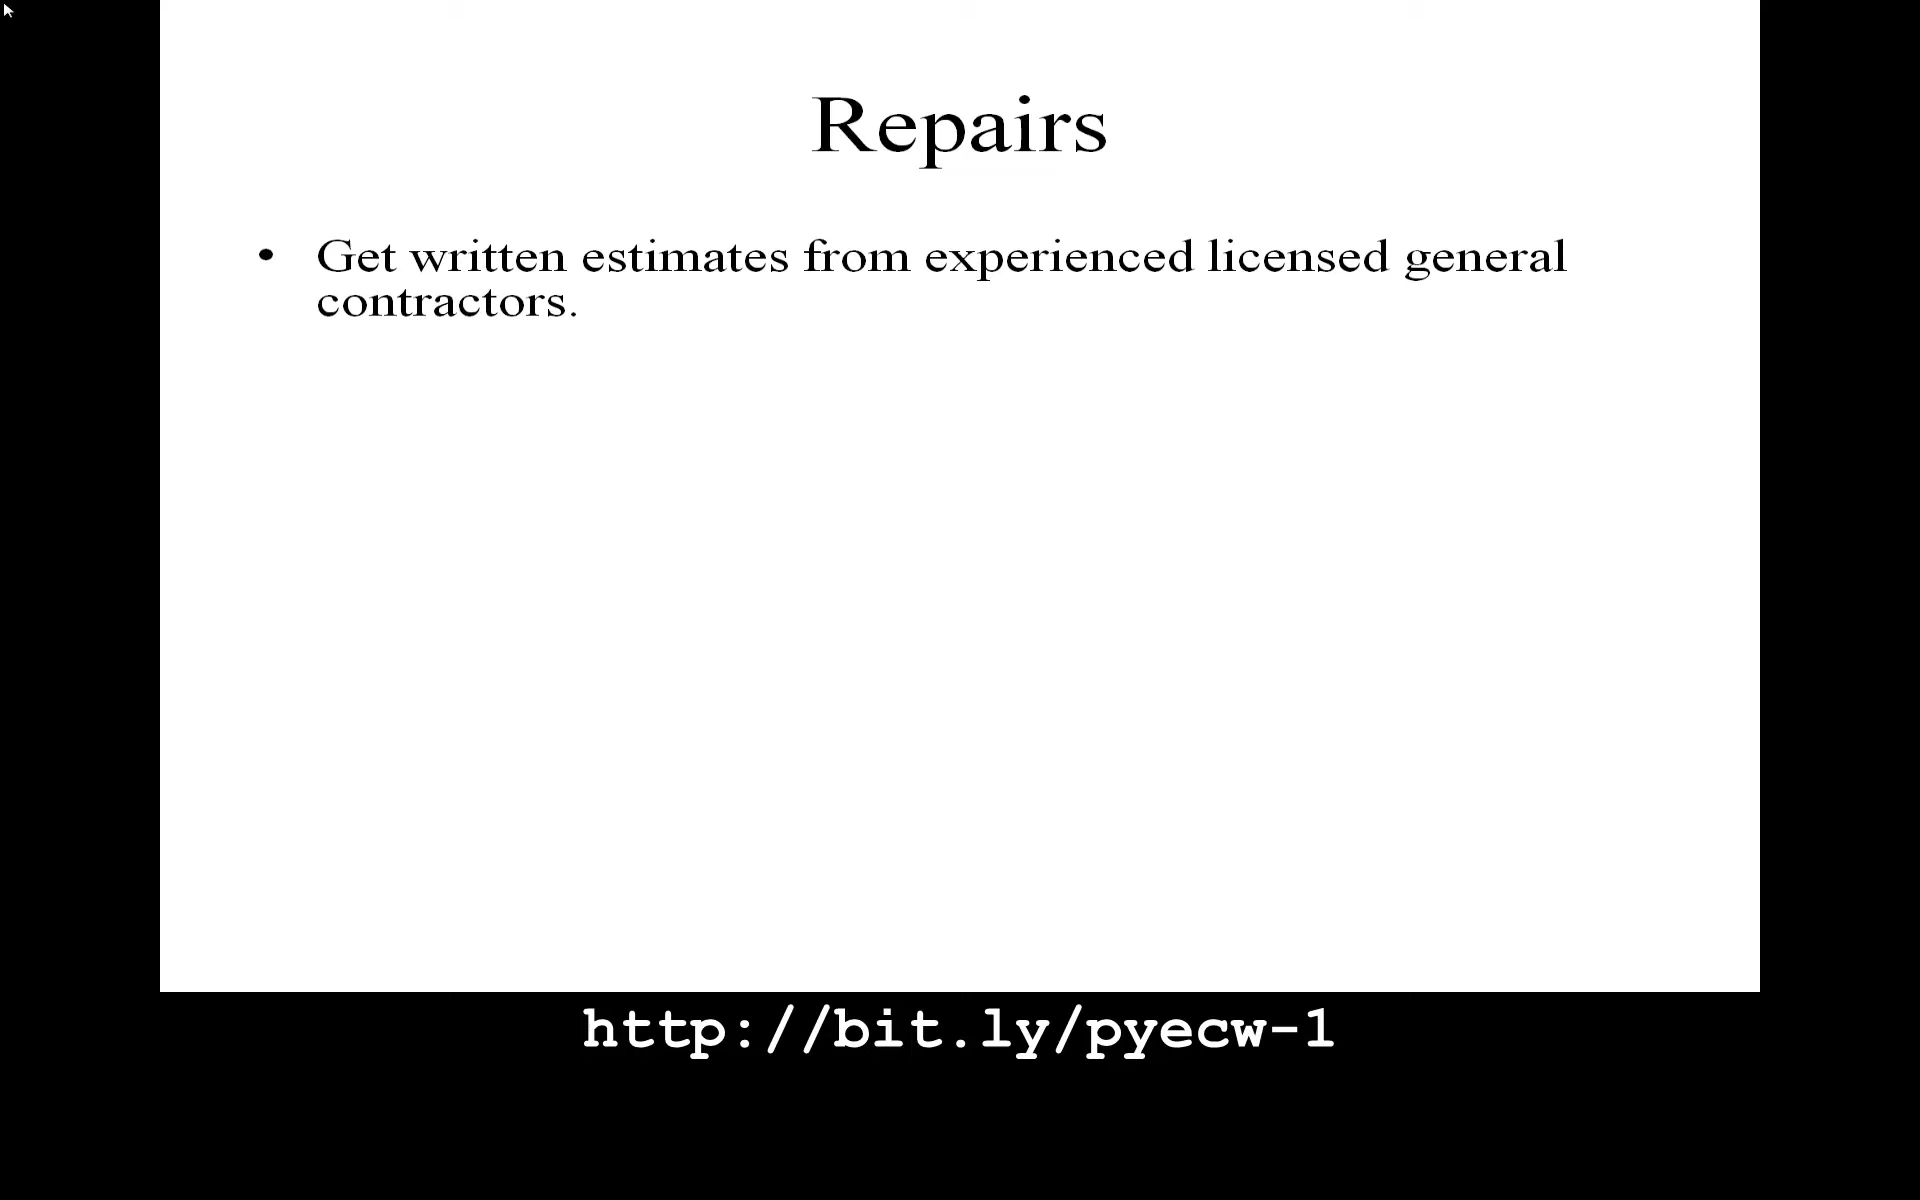 Repairs
• Get written estimates from experienced licensed general
contractors.
http://bit.ly/pyecw-1